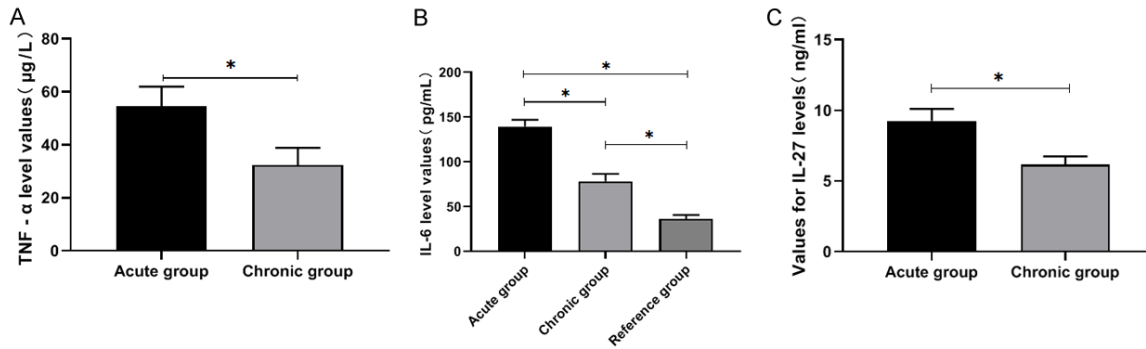 A
TNF - α level values( μg/L)
80
60
40
20
0
*
Acute group
Chronic group
B
IL-6 level values( pg/mL)
200
150
100
50
0
*
*
*
Acute group
Chronic group
Reference group
C
Values for IL-27 levels( ng/ml)
15
10
5
0
*
Acute group
Chronic group